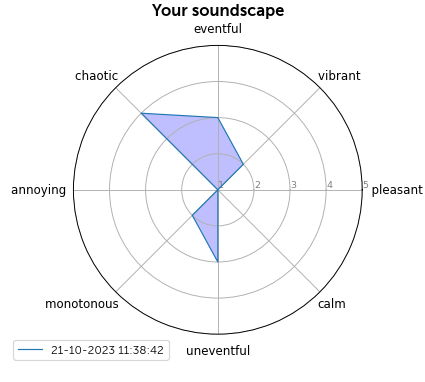 Your soundscape
eventful
chaotic
vibrant
annoying
1 2 3 4 5
pleasant
monotonous
calm
21-10-2023 11:38:42
uneventful